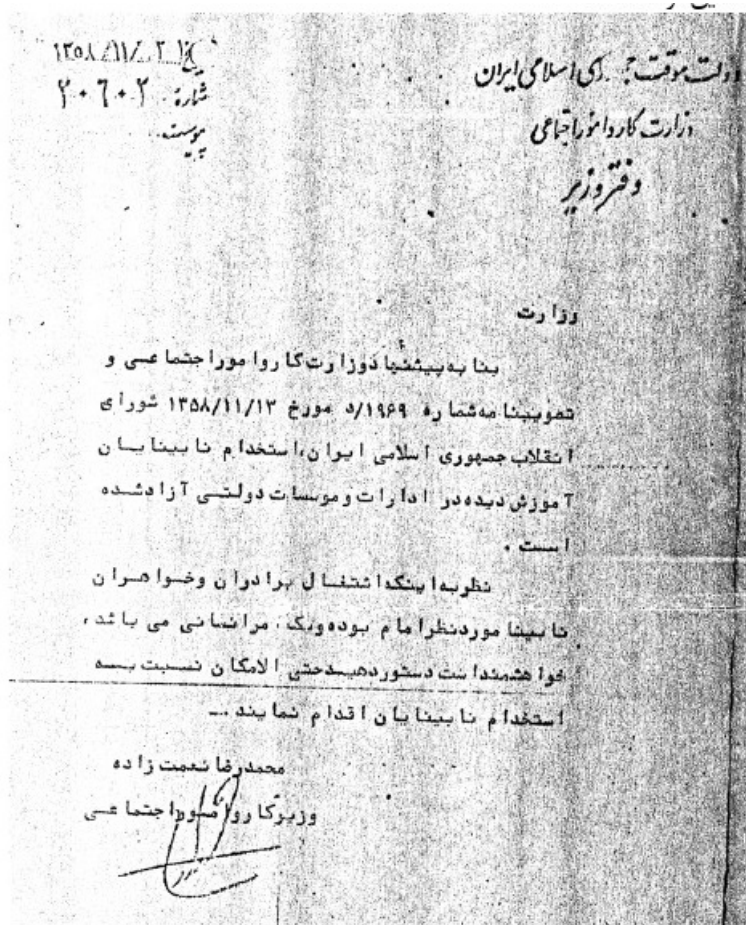 ۱۳۵۸/۱۱/۲۱
شماره ۲۰۶۰۲
پیوست
دولت موقت ج ی اسلامی ایران
وزارت کار و امور اجتماعی
دفتر وزیر
وزارت
بنا به پیشنهاد وزارت کار و امور اجتماعی و
تصویبنامه شماره ۱۹۶۹/د مورخ ۱۳۵۸/۱۱/۱۳ شورای
انقلاب جمهوری اسلامی ایران، استخدام نابینایان
آموزش دیده در ادارات و موسسات دولتی آزاد شده
است .
نظر به اینکه اشتغال برادران و خواهران
نابینا مورد نظر امام بوده و یک امر انسانی می باشد ،
خواهشمند است دستور دهید حتی الامکان نسبت به
استخدام نابینایان اقدام نمایند .
محمدرضا نعمت زاده
وزیر کار و امور اجتماعی